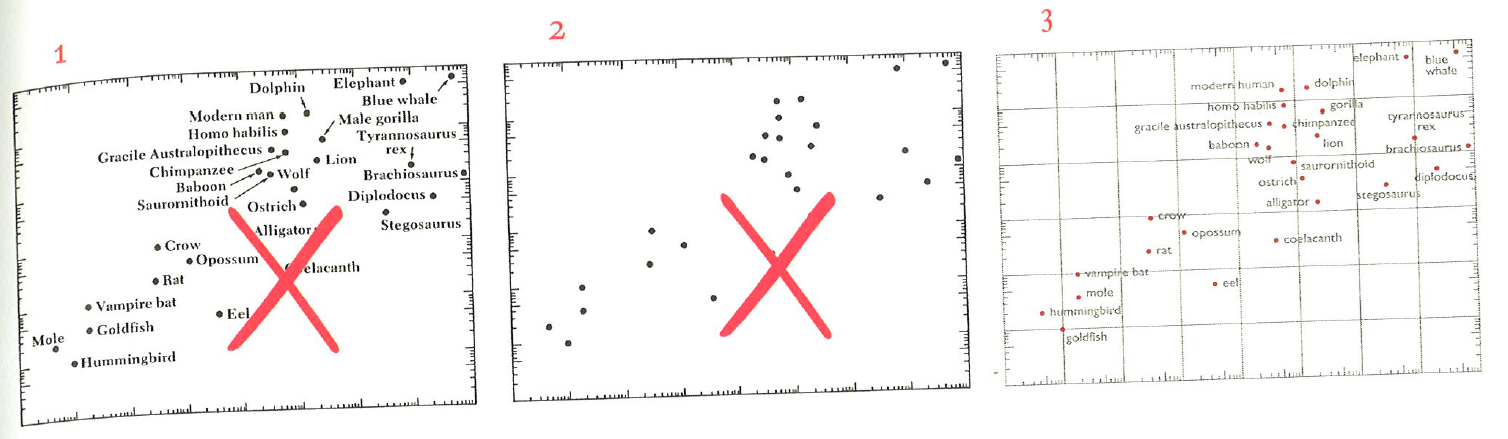 1
Dolphin
Elephant
Blue whale
Modern man
Male gorilla
Homo habilis
Tyrannosaurus
rex
Gracile Australopithecus
Lion
Chimpanzee
Wolf
Brachiosaurus
Baboon
Saurornithoid
Diplodocus
Ostrich
Stegosaurus
Alligator
Crow
Opossum
Coelacanth
Rat
Vampire bat
Eel
Goldfish
Mole
Hummingbird
2
3
elephant
blue
whale
modern human
dolphin
homo habilis
gorilla
gracile australopithecus
chimpanzee
tyrannosaurus
rex
baboon
lion
brachiosaurus
wolf
saurornithoid
ostrich
diplodocus
stegosaurus
alligator
crow
opossum
coelacanth
rat
vampire bat
eel
mole
hummingbird
goldfish